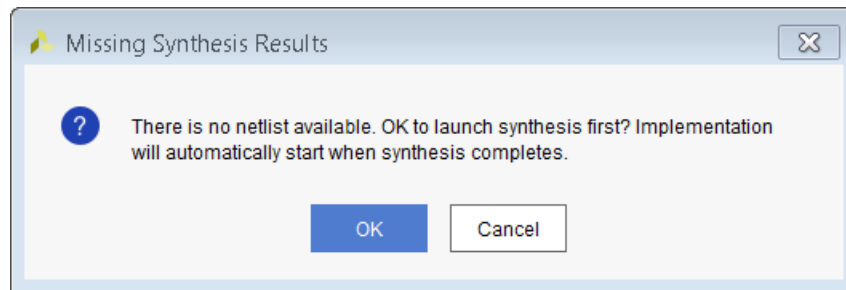 Missing Synthesis Results
?
There is no netlist available. OK to launch synthesis first? Implementation
will automatically start when synthesis completes.
OK
Cancel